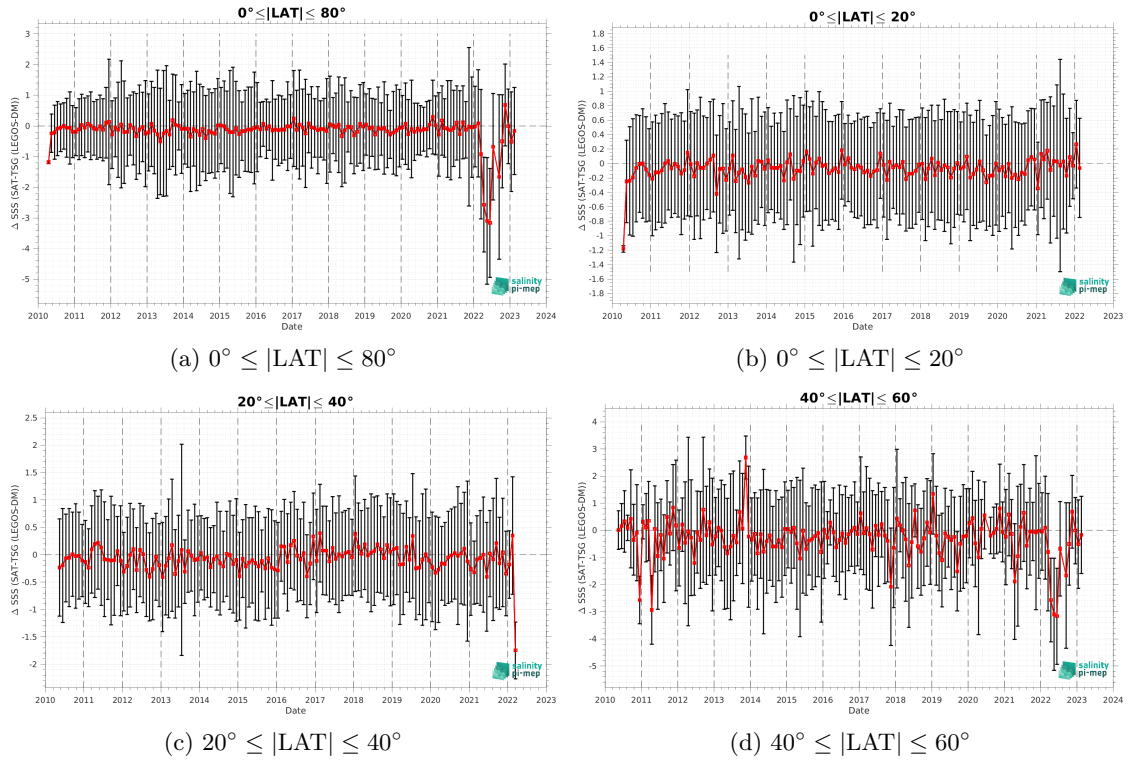 0°≤|LAT|≤ 80°
Δ SSS (SAT-TSG (LEGOS-DM))
3
2
1
0
-1
-2
-3
-4
-5
2010 2011 2012 2013 2014 2015 2016 2017 2018 2019 2020 2021 2022 2023 2024
Date
salinity
pi-mep
(a) 0° ≤ |LAT| ≤ 80°
0°≤|LAT|≤ 20°
Δ SSS (SAT-TSG (LEGOS-DM))
1.8
1.6
1.4
1.2
1
0.8
0.6
0.4
0.2
0
-0.2
-0.4
-0.6
-0.8
-1
-1.2
-1.4
-1.6
-1.8
2010 2011 2012 2013 2014 2015 2016 2017 2018 2019 2020 2021 2022 2023
Date
salinity
pi-mep
(b) 0° ≤ |LAT| ≤ 20°
20°≤|LAT|≤ 40°
Δ SSS (SAT-TSG (LEGOS-DM))
2.5
2
1.5
1
0.5
0
-0.5
-1
-1.5
-2
2010 2011 2012 2013 2014 2015 2016 2017 2018 2019 2020 2021 2022 2023
Date
salinity
pi-mep
(c) 20° ≤ |LAT| ≤ 40°
40°≤|LAT|≤ 60°
Δ SSS (SAT-TSG (LEGOS-DM))
4
3
2
1
0
-1
-2
-3
-4
-5
2010 2011 2012 2013 2014 2015 2016 2017 2018 2019 2020 2021 2022 2023 2024
Date
salinity
pi-mep
(d) 40° ≤ |LAT| ≤ 60°